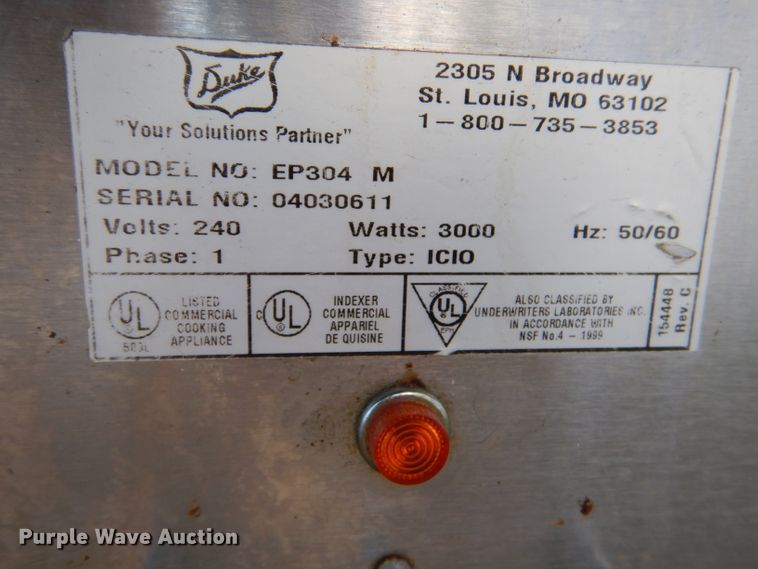 Duke
"Your Solutions Partner"
2305 N Broadway
St. Louis, MO 63102
1-800-735-3853
MODEL NO: EP304 M
SERIAL NO: 04030611
Volts: 240 Watts: 3000 Hz: 50/60
Phase: 1 Type: ICIO
UL ®
LISTED
COMMERCIAL
COOKING
APPLIANCE
C UL ®
INDEXER
COMMERCIAL
APPARIEL
DE QUISINE
CLASSIFIED
UL ®
EPH
ALSO CLASSIFIED BY
UNDERWRITERS LABORATORIES INC.
IN ACCORDANCE WITH
NSF No.4 - 1999
154448
Rev. C
Purple Wave Auction